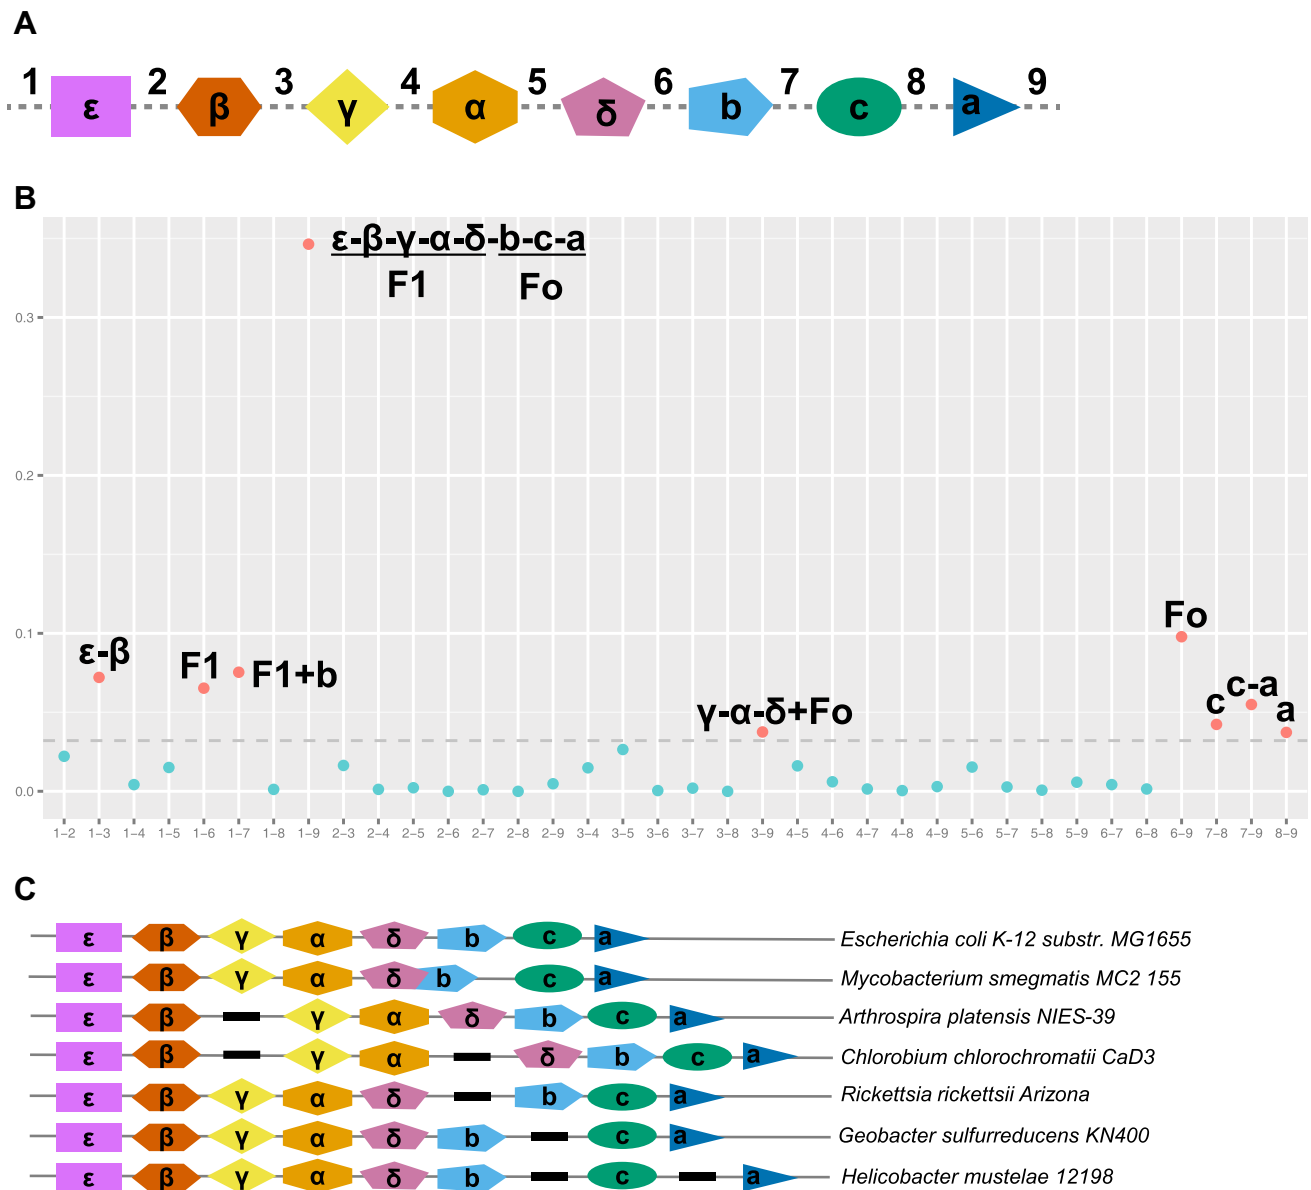 A
1 2 3 4 5 6 7 8 9
ε β γ α δ b c a
B
ε-β-γ-α-δ-b-c-a
F1 Fo
0.3
0.2
0.1
0.0
Fo
ε-β
F1
F1+b
γ-α-δ+Fo
c
c-a
a
1–2 1–3 1–4 1–5 1–6 1–7 1–8 1–9 2–3 2–4 2–5 2–6 2–7 2–8 2–9 3–4 3–5 3–6 3–7 3–8 3–9 4–5 4–6 4–7 4–8 4–9 5–6 5–7 5–8 5–9 6–7 6–8 6–9 7–8 7–9 8–9
C
ε β γ α δ b c a Escherichia coli K-12 substr. MG1655
ε β γ α δ b c a Mycobacterium smegmatis MC2 155
ε β γ α δ b c a Arthrospira platensis NIES-39
ε β γ α δ b c a Chlorobium chlorochromatii CaD3
ε β γ α δ b c a Rickettsia rickettsii Arizona
ε β γ α δ b c a Geobacter sulfurreducens KN400
ε β γ α δ b c a Helicobacter mustelae 12198